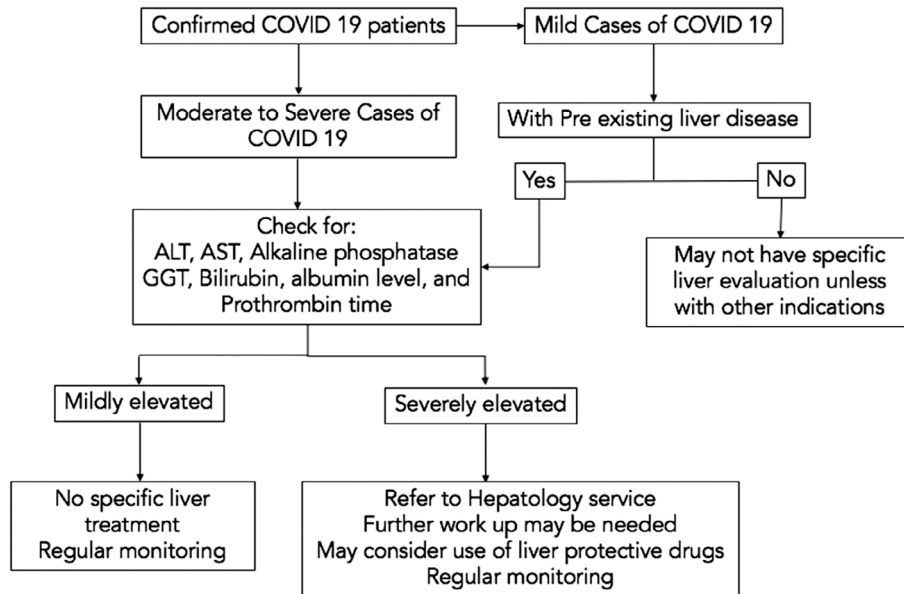 Confirmed COVID 19 patients
Mild Cases of COVID 19
Moderate to Severe Cases of
COVID 19
With Pre existing liver disease
Yes
No
Check for:
ALT, AST, Alkaline phosphatase
GGT, Bilirubin, albumin level, and
Prothrombin time
May not have specific
liver evaluation unless
with other indications
Mildly elevated
Severely elevated
No specific liver
treatment
Regular monitoring
Refer to Hepatology service
Further work up may be needed
May consider use of liver protective drugs
Regular monitoring